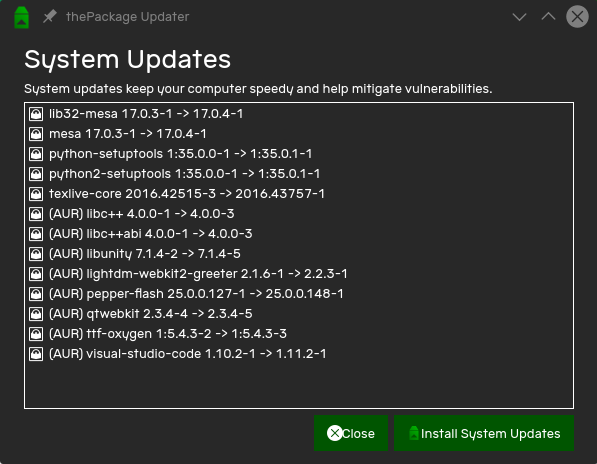 thePackage Updater
System Updates
System updates keep your computer speedy and help mitigate vulnerabilities.
lib32-mesa 17.0.3-1 -> 17.0.4-1
mesa 17.0.3-1 -> 17.0.4-1
python-setuptools 1:35.0.0-1 -> 1:35.0.1-1
python2-setuptools 1:35.0.0-1 -> 1:35.0.1-1
texlive-core 2016.42515-3 -> 2016.43757-1
(AUR) libc++ 4.0.0-1 -> 4.0.0-3
(AUR) libc++abi 4.0.0-1 -> 4.0.0-3
(AUR) libunity 7.1.4-2 -> 7.1.4-5
(AUR) lightdm-webkit2-greeter 2.1.6-1 -> 2.2.3-1
(AUR) pepper-flash 25.0.0.127-1 -> 25.0.0.148-1
(AUR) qtwebkit 2.3.4-4 -> 2.3.4-5
(AUR) ttf-oxygen 1:5.4.3-2 -> 1:5.4.3-3
(AUR) visual-studio-code 1.10.2-1 -> 1.11.2-1
Close
Install System Updates